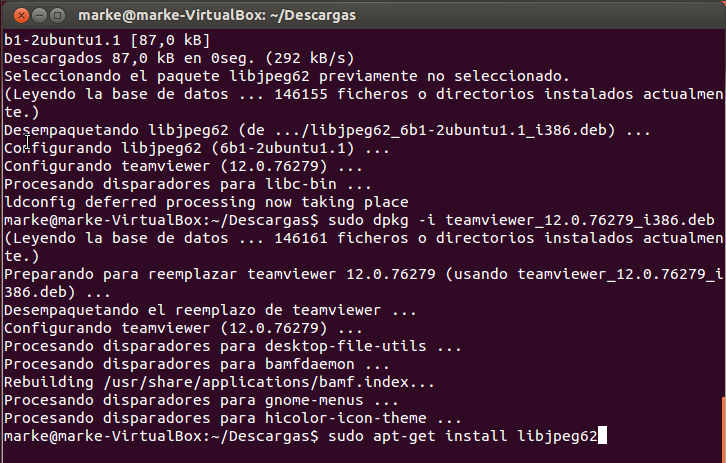 marke@marke-VirtualBox: ~/Descargas
b1-2ubuntu1.1 [87,0 kB]
Descargados 87,0 kB en 0seg. (292 kB/s)
Seleccionando el paquete libjpeg62 previamente no seleccionado.
(Leyendo la base de datos ... 146155 ficheros o directorios instalados actualmen
te.)
Desempaquetando libjpeg62 (de .../libjpeg62_6b1-2ubuntu1.1_i386.deb) ...
Configurando libjpeg62 (6b1-2ubuntu1.1) ...
Configurando teamviewer (12.0.76279) ...
Procesando disparadores para libc-bin ...
ldconfig deferred processing now taking place
marke@marke-VirtualBox:~/Descargas$ sudo dpkg -i teamviewer_12.0.76279_i386.deb
(Leyendo la base de datos ... 146161 ficheros o directorios instalados actualmen
te.)
Preparando para reemplazar teamviewer 12.0.76279 (usando teamviewer_12.0.76279_i
386.deb) ...
Desempaquetando el reemplazo de teamviewer ...
Configurando teamviewer (12.0.76279) ...
Procesando disparadores para desktop-file-utils ...
Procesando disparadores para bamfdaemon ...
Rebuilding /usr/share/applications/bamf.index...
Procesando disparadores para gnome-menus ...
Procesando disparadores para hicolor-icon-theme ...
marke@marke-VirtualBox:~/Descargas$ sudo apt-get install libjpeg62